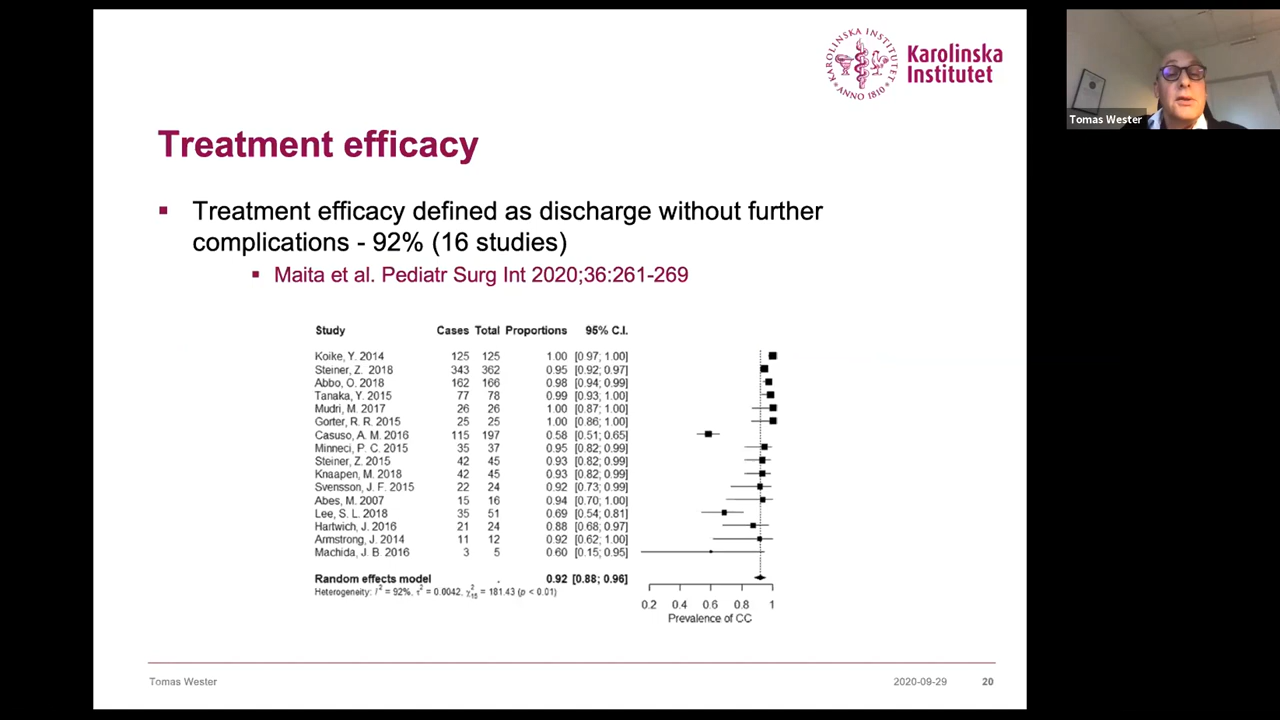 KAROLINSKA INSTITUTET
ANNO 1810
Karolinska
Institutet
Tomas Wester
Treatment efficacy
▪ Treatment efficacy defined as discharge without further
complications - 92% (16 studies)
▪ Maita et al. Pediatr Surg Int 2020;36:261-269
Study Cases Total Proportions 95% C.I.
Koike, Y. 2014 125 125 1.00 [0.97; 1.00]
Steiner, Z. 2018 343 362 0.95 [0.92; 0.97]
Abbo, O. 2018 162 166 0.98 [0.94; 0.99]
Tanaka, Y. 2015 77 78 0.99 [0.93; 1.00]
Mudri, M. 2017 26 26 1.00 [0.87; 1.00]
Gorter, R. R. 2015 25 25 1.00 [0.86; 1.00]
Casuso, A. M. 2016 115 197 0.58 [0.51; 0.65]
Minneci, P. C. 2015 35 37 0.95 [0.82; 0.99]
Steiner, Z. 2015 42 45 0.93 [0.82; 0.99]
Knaapen, M. 2018 42 45 0.93 [0.82; 0.99]
Svensson, J. F. 2015 22 24 0.92 [0.73; 0.99]
Abes, M. 2007 15 16 0.94 [0.70; 1.00]
Lee, S. L. 2018 35 51 0.69 [0.54; 0.81]
Hartwich, J. 2016 21 24 0.88 [0.68; 0.97]
Armstrong, J. 2014 11 12 0.92 [0.62; 1.00]
Machida, J. B. 2016 3 5 0.60 [0.15; 0.95]
Random effects model . 0.92 [0.88; 0.96]
Heterogeneity: I² = 92%, τ² = 0.0042, χ²₁₅ = 181.43 (p < 0.01)
0.2 0.4 0.6 0.8 1
Prevalence of CC
Tomas Wester 2020-09-29 20